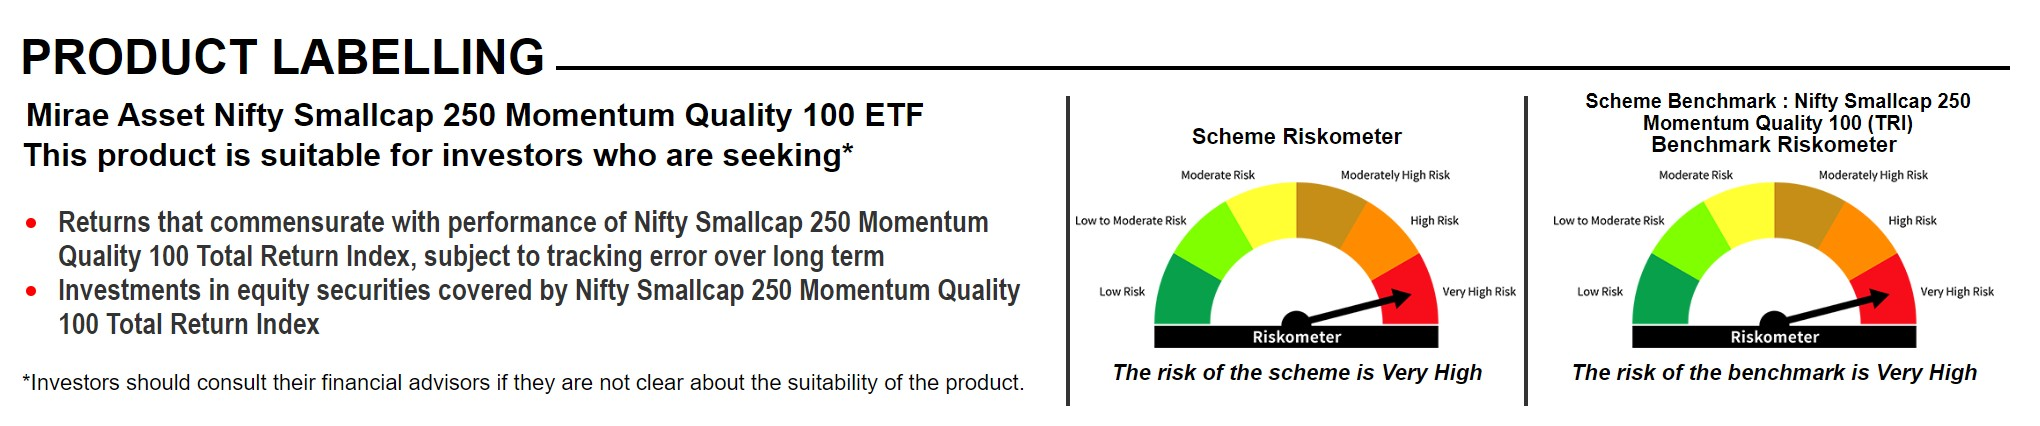 PRODUCT LABELLING
Mirae Asset Nifty Smallcap 250 Momentum Quality 100 ETF
This product is suitable for investors who are seeking*
Returns that commensurate with performance of Nifty Smallcap 250 Momentum
Quality 100 Total Return Index, subject to tracking error over long term
Investments in equity securities covered by Nifty Smallcap 250 Momentum Quality
100 Total Return Index
*Investors should consult their financial advisors if they are not clear about the suitability of the product.
Scheme Riskometer
Moderate Risk
Moderately High Risk
Low to Moderate Risk
High Risk
Low Risk
Very High Risk
Riskometer
The risk of the scheme is Very High
Scheme Benchmark : Nifty Smallcap 250
Momentum Quality 100 (TRI)
Benchmark Riskometer
Moderate Risk
Moderately High Risk
Low to Moderate Risk
High Risk
Low Risk
Very High Risk
Riskometer
The risk of the benchmark is Very High